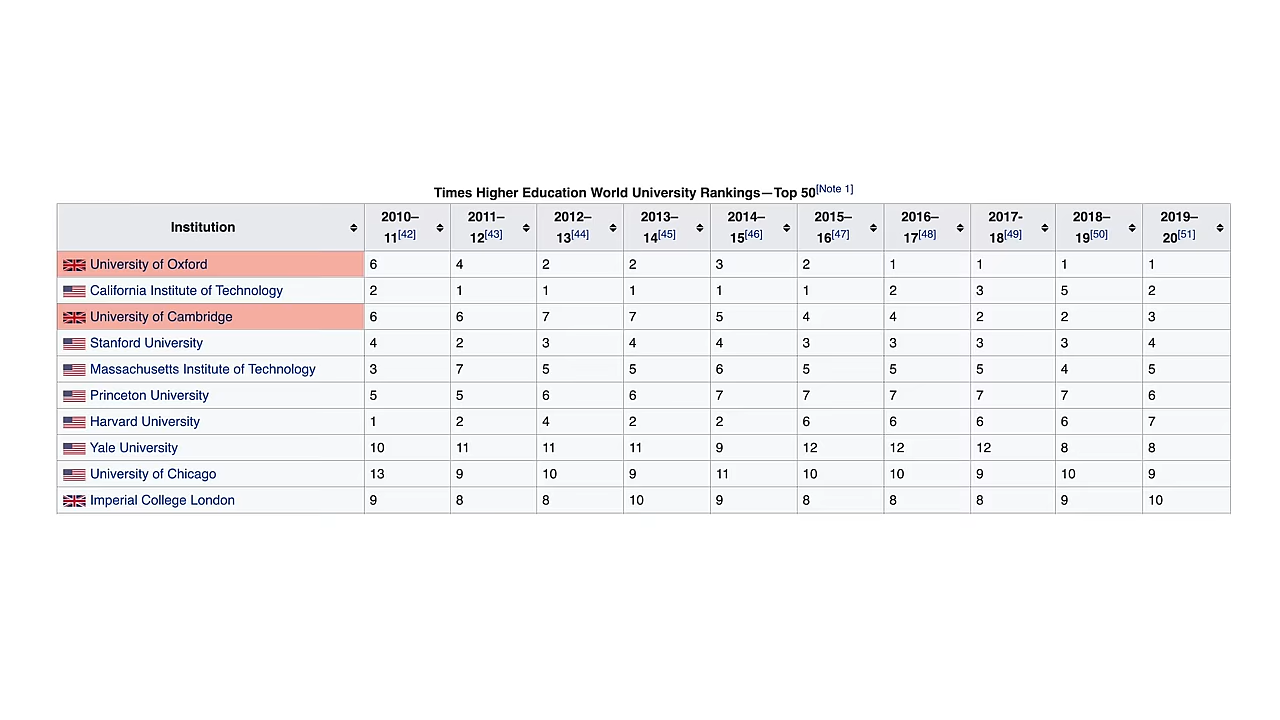 Times Higher Education World University Rankings—Top 50[Note 1]
Institution 2010–11[42] 2011–12[43] 2012–13[44] 2013–14[45] 2014–15[46] 2015–16[47] 2016–17[48] 2017-18[49] 2018–19[50] 2019–20[51]
University of Oxford 6 4 2 2 3 2 1 1 1 1
California Institute of Technology 2 1 1 1 1 1 2 3 5 2
University of Cambridge 6 6 7 7 5 4 4 2 2 3
Stanford University 4 2 3 4 4 3 3 3 3 4
Massachusetts Institute of Technology 3 7 5 5 6 5 5 5 4 5
Princeton University 5 5 6 6 7 7 7 7 7 6
Harvard University 1 2 4 2 2 6 6 6 6 7
Yale University 10 11 11 11 9 12 12 12 8 8
University of Chicago 13 9 10 9 11 10 10 9 10 9
Imperial College London 9 8 8 10 9 8 8 8 9 10